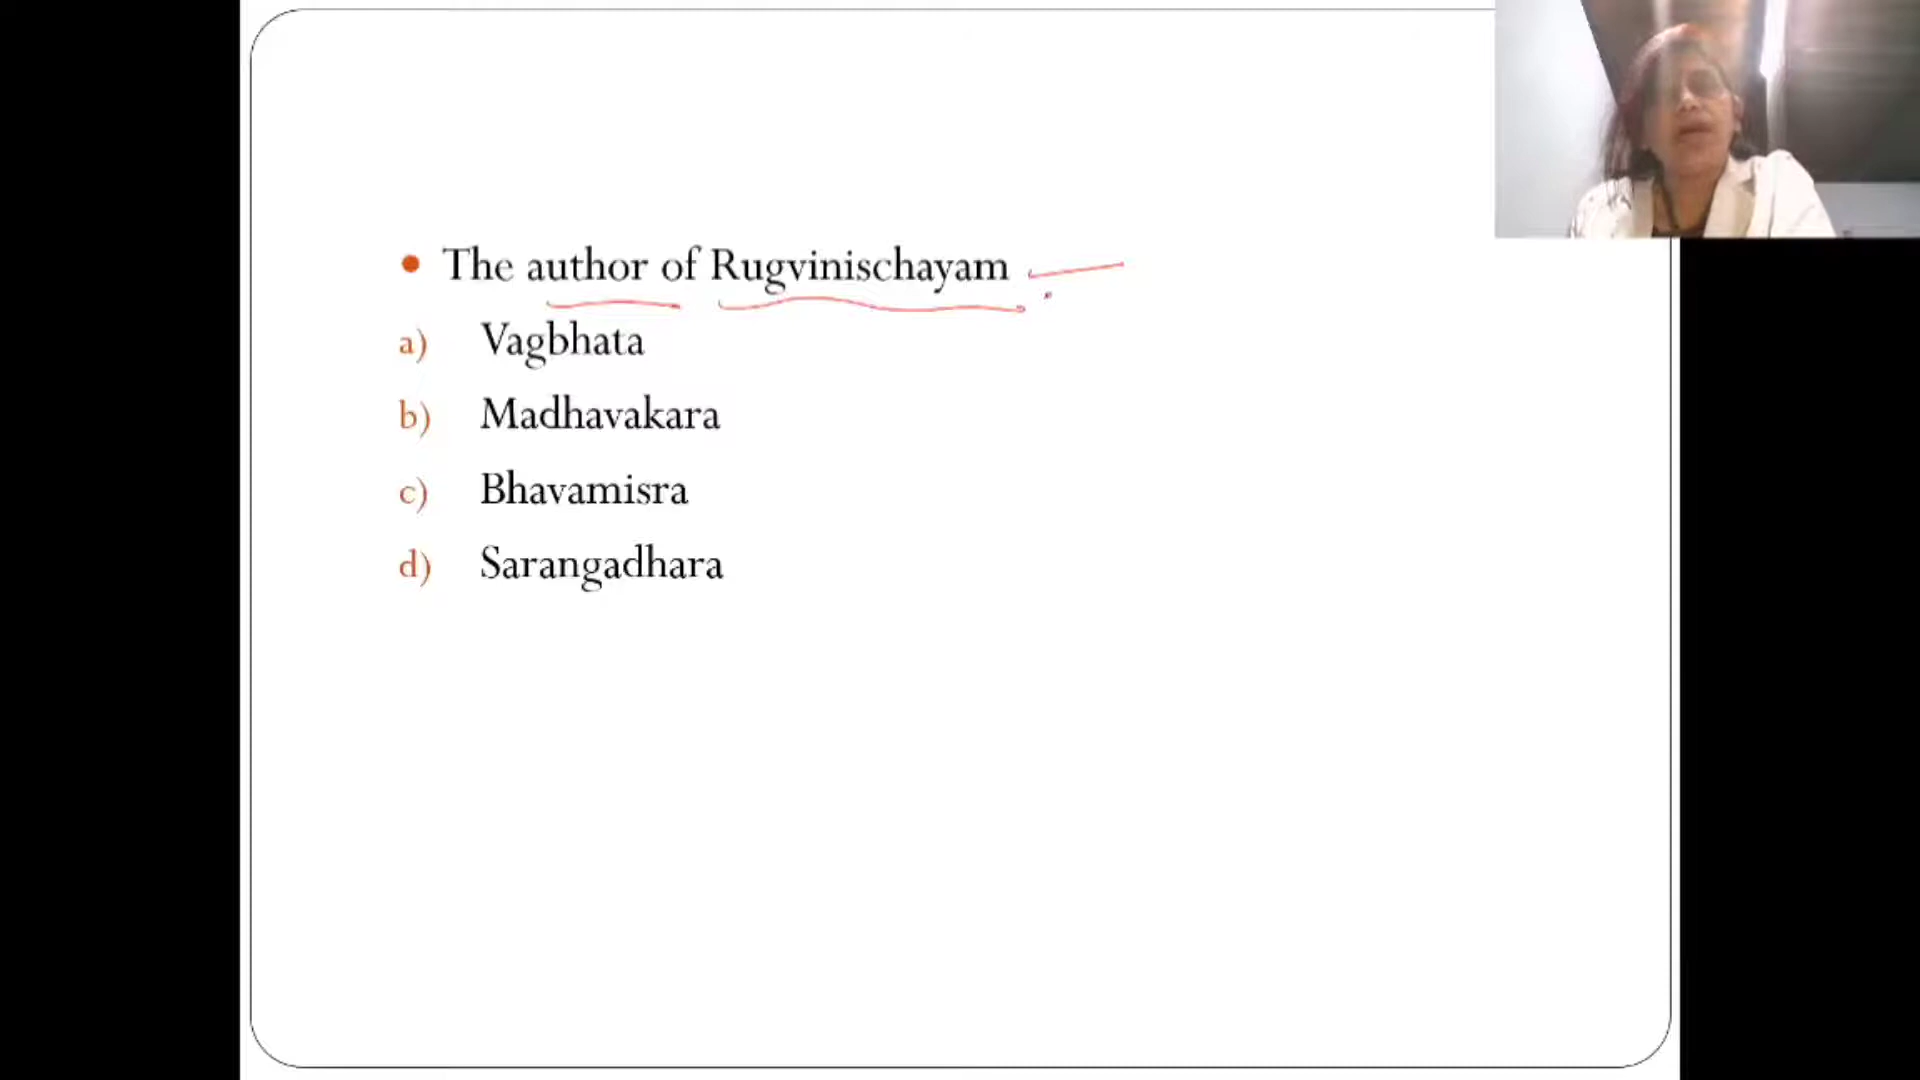 The author of Rugvinischayam
a) Vagbhata
b) Madhavakara
c) Bhavamisra
d) Sarangadhara